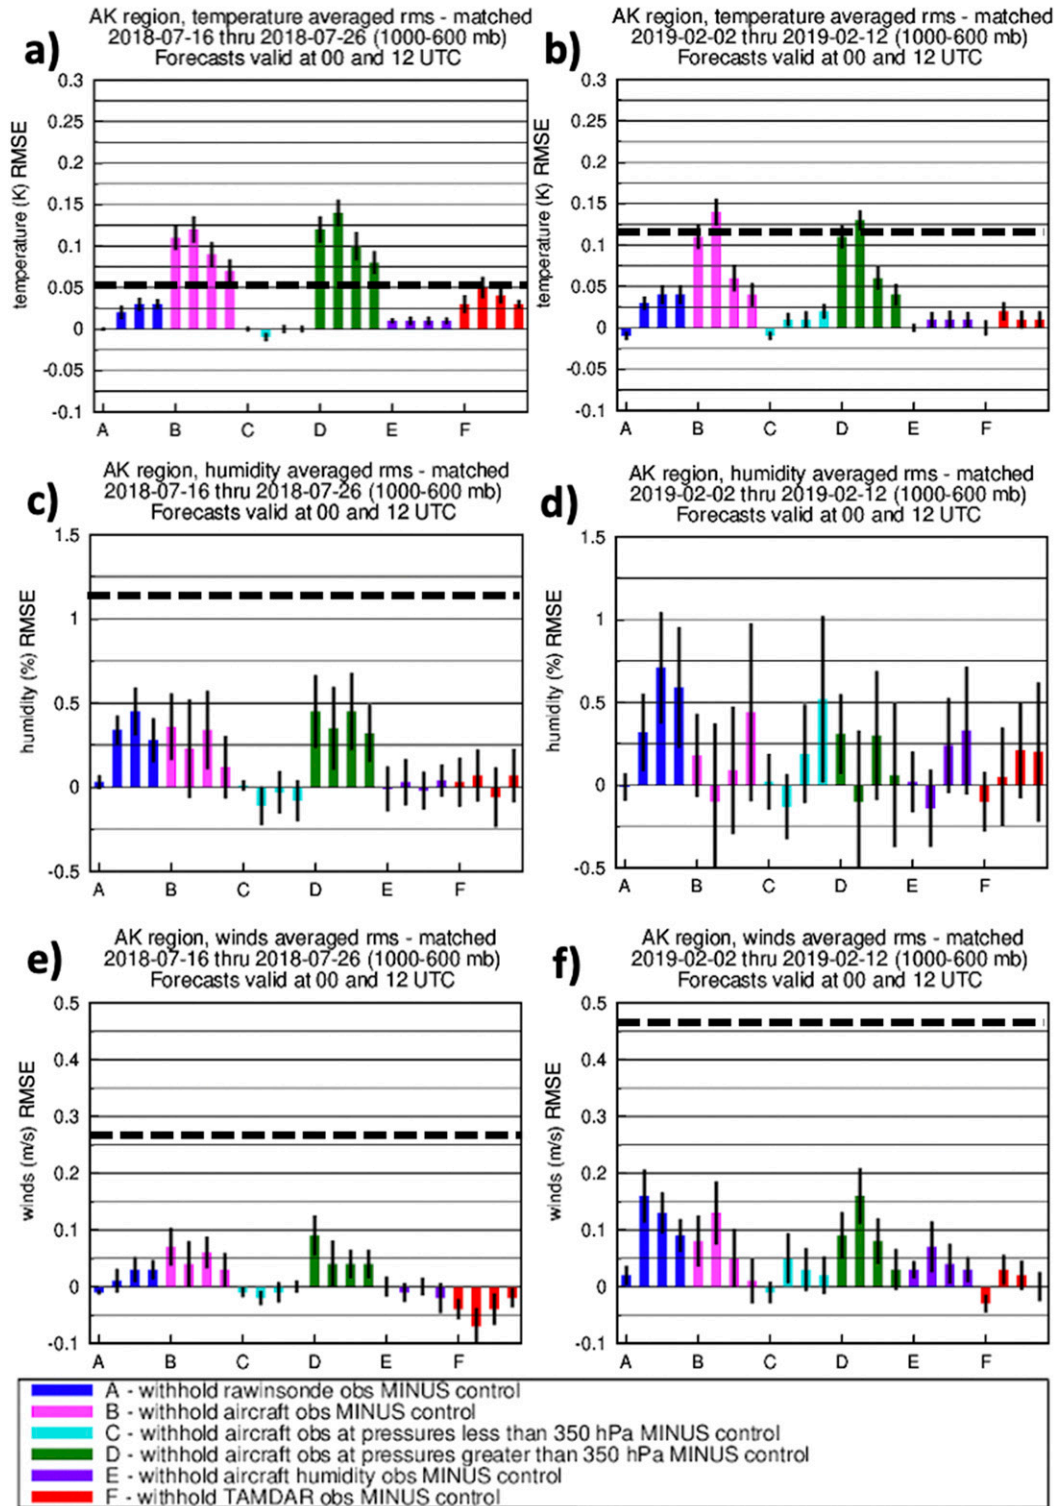 AK region, temperature averaged rms - matched
2018-07-16 thru 2018-07-26 (1000-600 mb)
Forecasts valid at 00 and 12 UTC
a)
temperature (K) RMSE
0.3
0.25
0.2
0.15
0.1
0.05
0
-0.05
-0.1
A B C D E F
AK region, temperature averaged rms - matched
2019-02-02 thru 2019-02-12 (1000-600 mb)
Forecasts valid at 00 and 12 UTC
b)
temperature (K) RMSE
0.3
0.25
0.2
0.15
0.1
0.05
0
-0.05
-0.1
A B C D E F
AK region, humidity averaged rms - matched
2018-07-16 thru 2018-07-26 (1000-600 mb)
Forecasts valid at 00 and 12 UTC
c)
humidity (%) RMSE
1.5
1
0.5
0
-0.5
A B C D E F
AK region, humidity averaged rms - matched
2019-02-02 thru 2019-02-12 (1000-600 mb)
Forecasts valid at 00 and 12 UTC
d)
humidity (%) RMSE
1.5
1
0.5
0
-0.5
A B C D E F
AK region, winds averaged rms - matched
2018-07-16 thru 2018-07-26 (1000-600 mb)
Forecasts valid at 00 and 12 UTC
e)
winds (m/s) RMSE
0.5
0.4
0.3
0.2
0.1
0
-0.1
A B C D E F
AK region, winds averaged rms - matched
2019-02-02 thru 2019-02-12 (1000-600 mb)
Forecasts valid at 00 and 12 UTC
f)
winds (m/s) RMSE
0.5
0.4
0.3
0.2
0.1
0
-0.1
A B C D E F
A - withhold rawinsonde obs MINUS control
B - withhold aircraft obs MINUS control
C - withhold aircraft obs at pressures less than 350 hPa MINUS control
D - withhold aircraft obs at pressures greater than 350 hPa MINUS control
E - withhold aircraft humidity obs MINUS control
F - withhold TAMDAR obs MINUS control